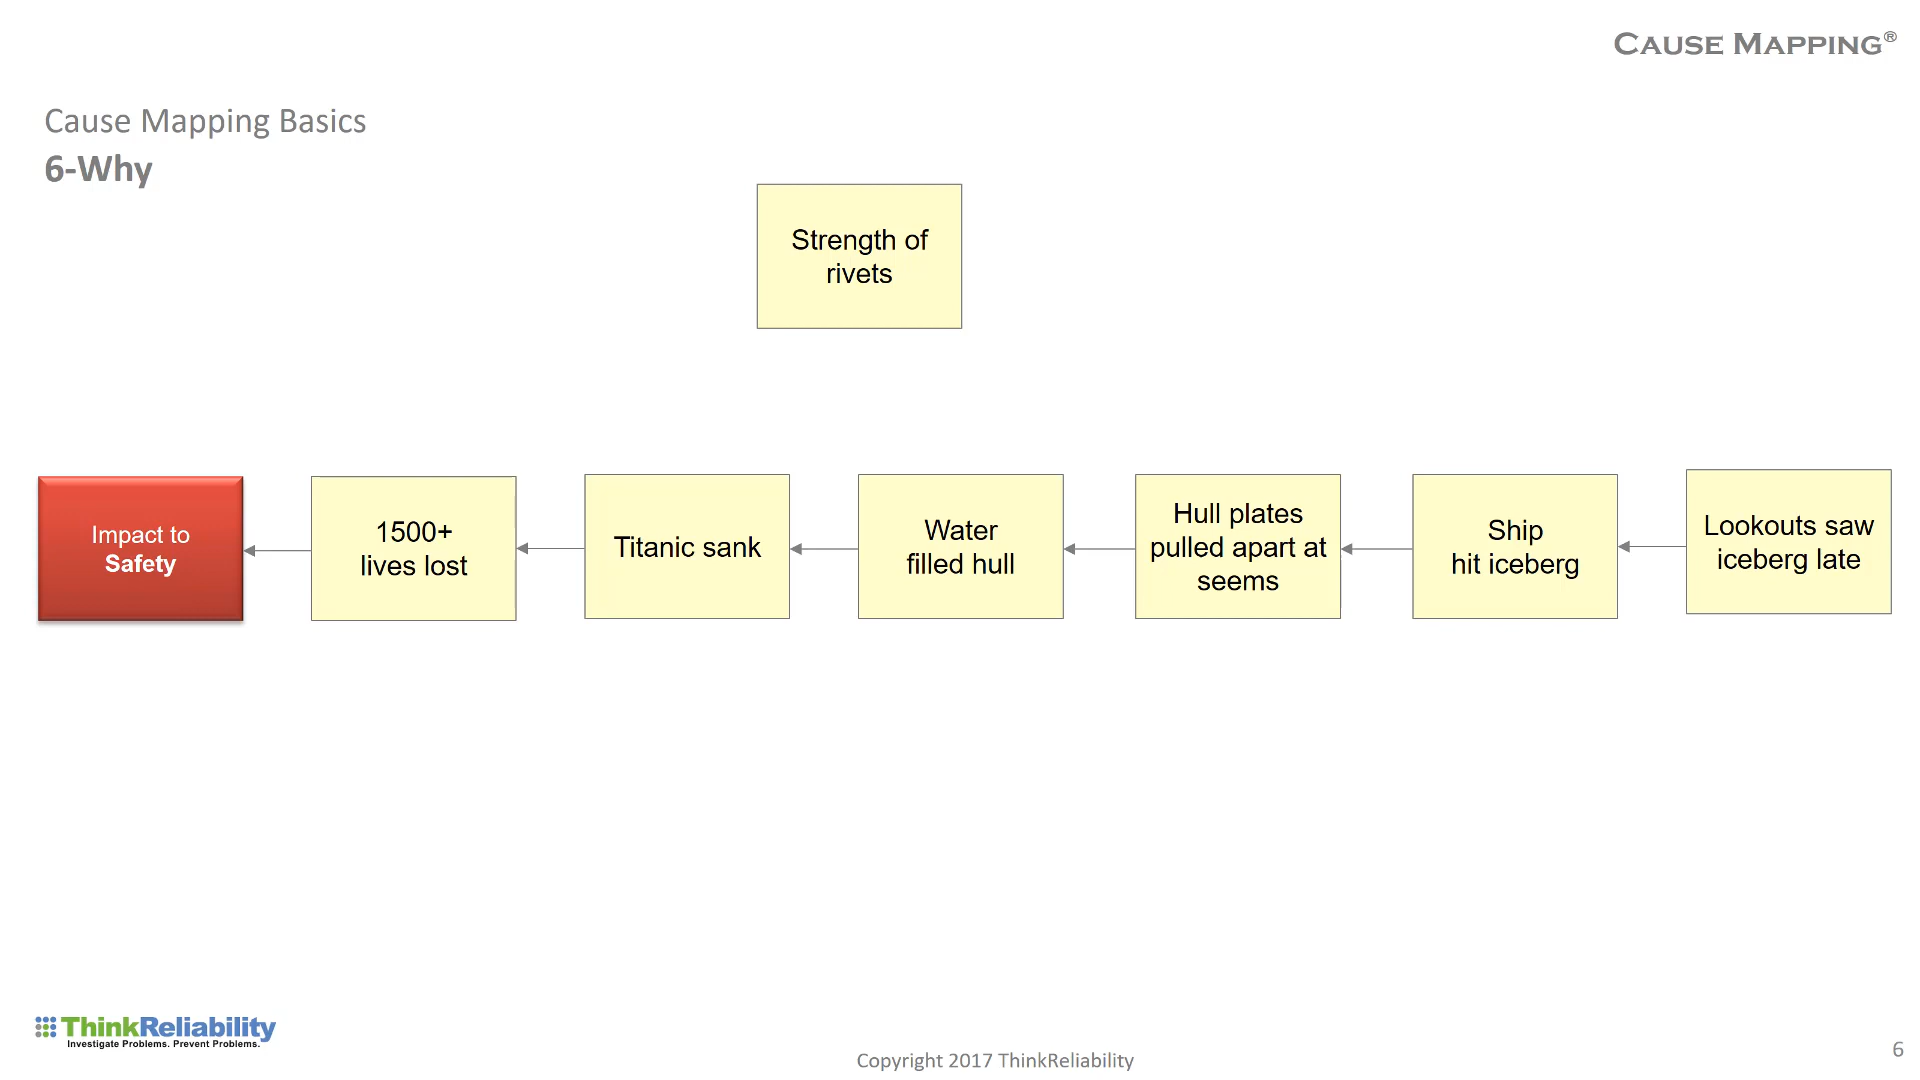 CAUSE MAPPING®
Cause Mapping Basics
6-Why
Strength of
rivets
Impact to
Safety
1500+
lives lost
Titanic sank
Water
filled hull
Hull plates
pulled apart at
seems
Ship
hit iceberg
Lookouts saw
iceberg late
ThinkReliability
Investigate Problems. Prevent Problems.
Copyright 2017 ThinkReliability
6